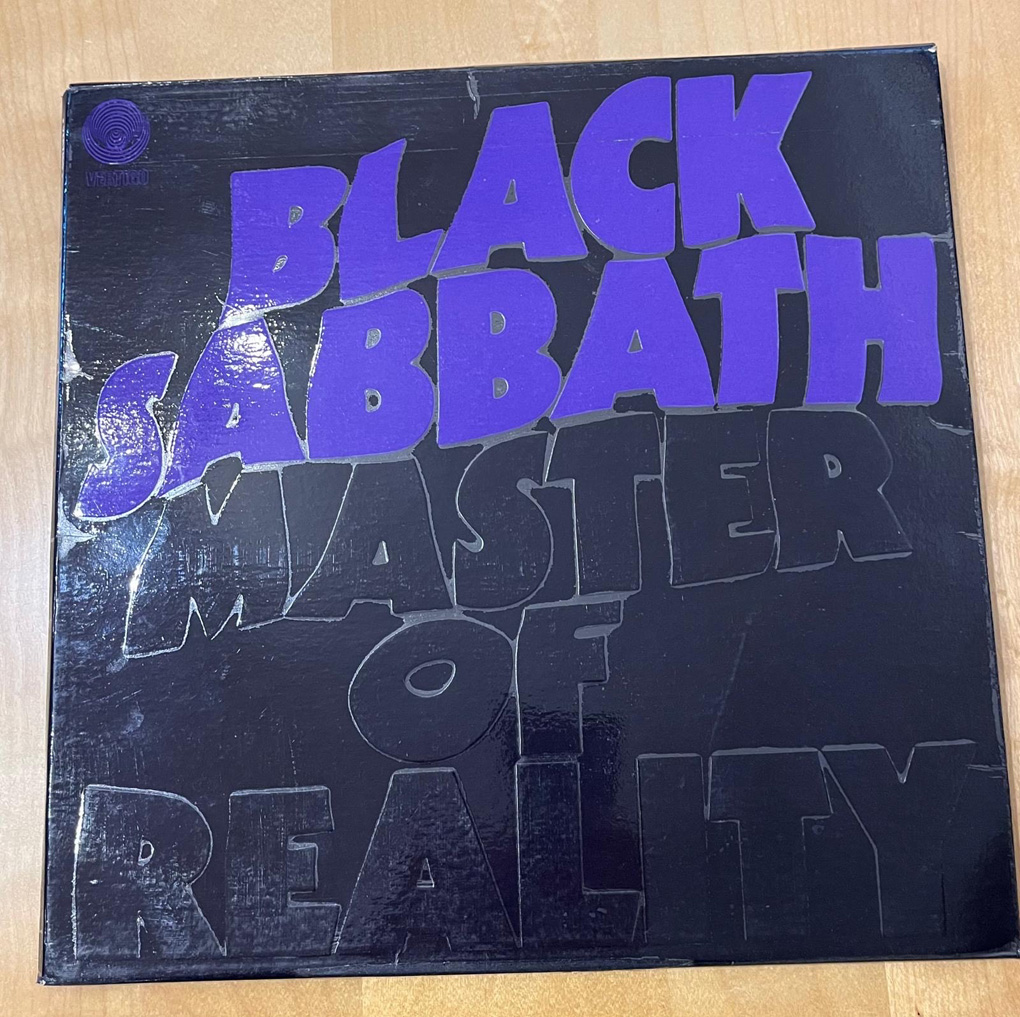 VERTIGO
BLACK
SABBATH
MASTER
OF
REALITY